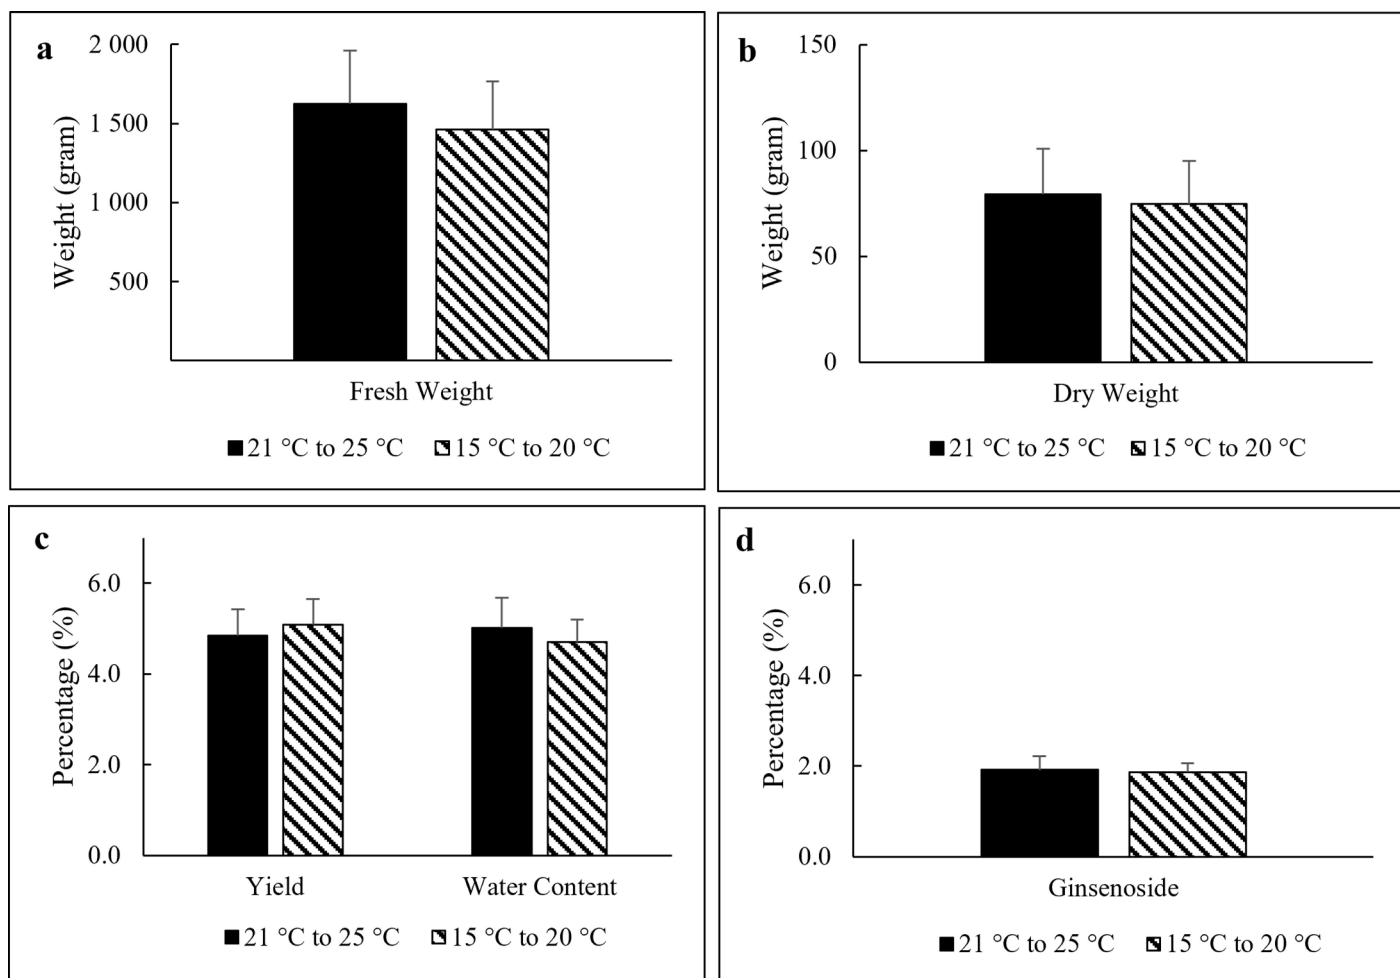 a
2 000
1 500
1 000
500
Weight (gram)
Fresh Weight
21 °C to 25 °C 15 °C to 20 °C
b
150
100
50
0
Weight (gram)
Dry Weight
21 °C to 25 °C 15 °C to 20 °C
c
6.0
4.0
2.0
0.0
Percentage (%)
Yield Water Content
21 °C to 25 °C 15 °C to 20 °C
d
6.0
4.0
2.0
0.0
Percentage (%)
Ginsenoside
21 °C to 25 °C 15 °C to 20 °C